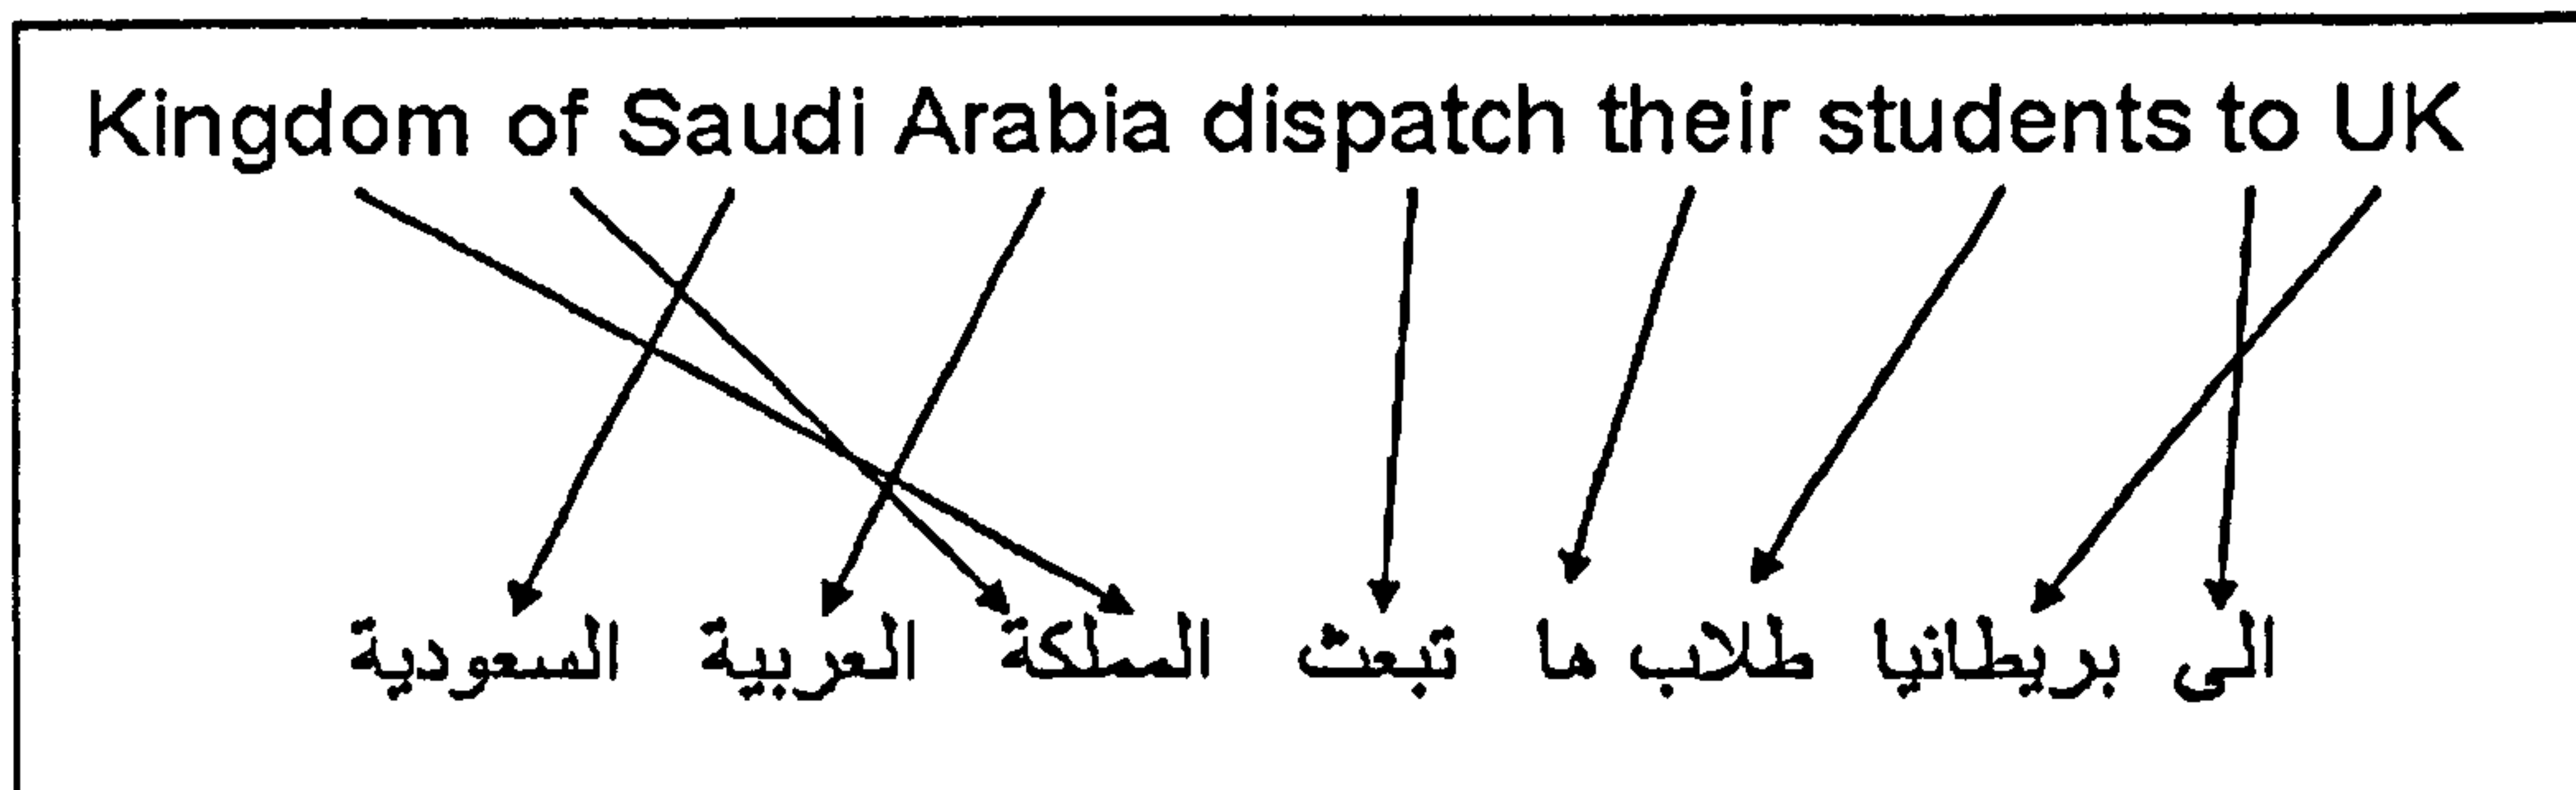 Kingdom of Saudi Arabia dispatch their students to UK
الى بريطانيا طلاب ها تبعث المملكة العربية السعودية